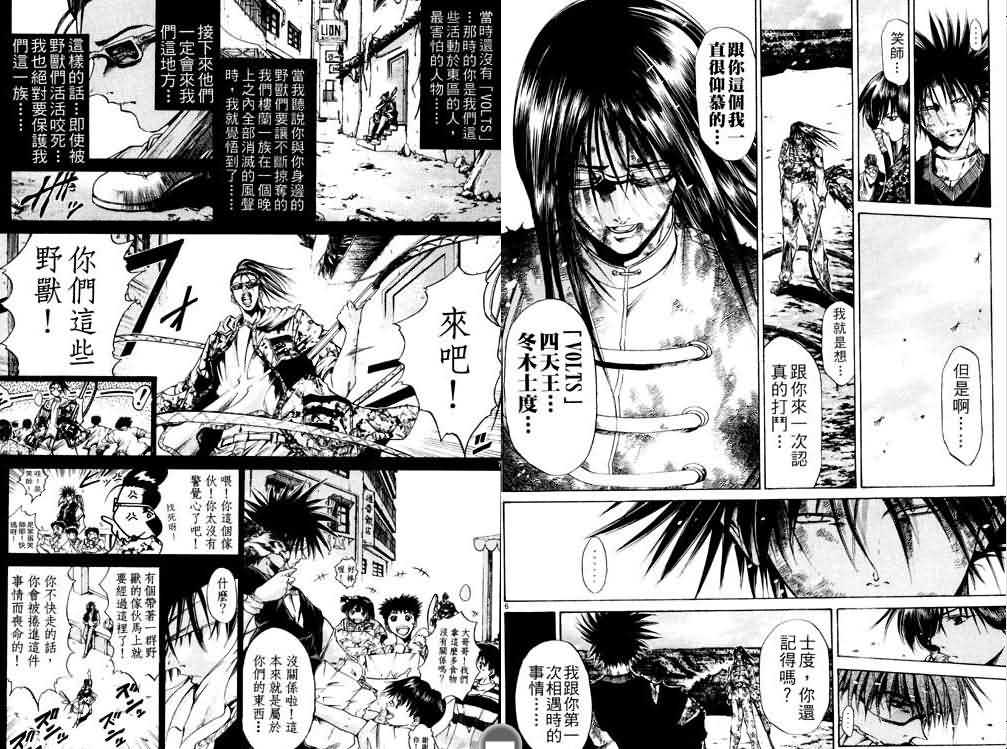 笑師…
但是啊……
我就是想…
跟你來一次認
真的打鬥…
跟你這個我一
直很仰慕的…
「VOLTS」
四天王…
冬木士度…
……
士度，你還
記得嗎？
……
我跟你第一
次相遇時的
事情……
6
當時還沒有「VOLTS」
…那時的你是我們這
些活動於東區的人，
最害怕的人物……
LION
當我聽說你與你身邊的
野獸們要讓不斷掠奪的
我們樓蘭一族在一個晚
上之內全部消滅的風聲
時，我就覺悟到了……
接下來他們
一定會來我
們這地方…
這樣的話…即使被
野獸們活活咬死…
我也絕對要保護我
們這一族……
來吧！
你們這些
野獸！
大哥哥！我們
拿這麼多食物
沒有關係嗎？
好棒
喔！
沒關係啦！這
本來就是屬於
你們的東西…
謝謝
喂！你這個傢
伙！你太沒有
警覺心了吧！
找死啊！
哇！是
笑師！
什麼？
有個帶著一群野
獸的傢伙馬上就
要經過這裡了！
你不快走的話，
你會被捲進這件
事情而喪命的！